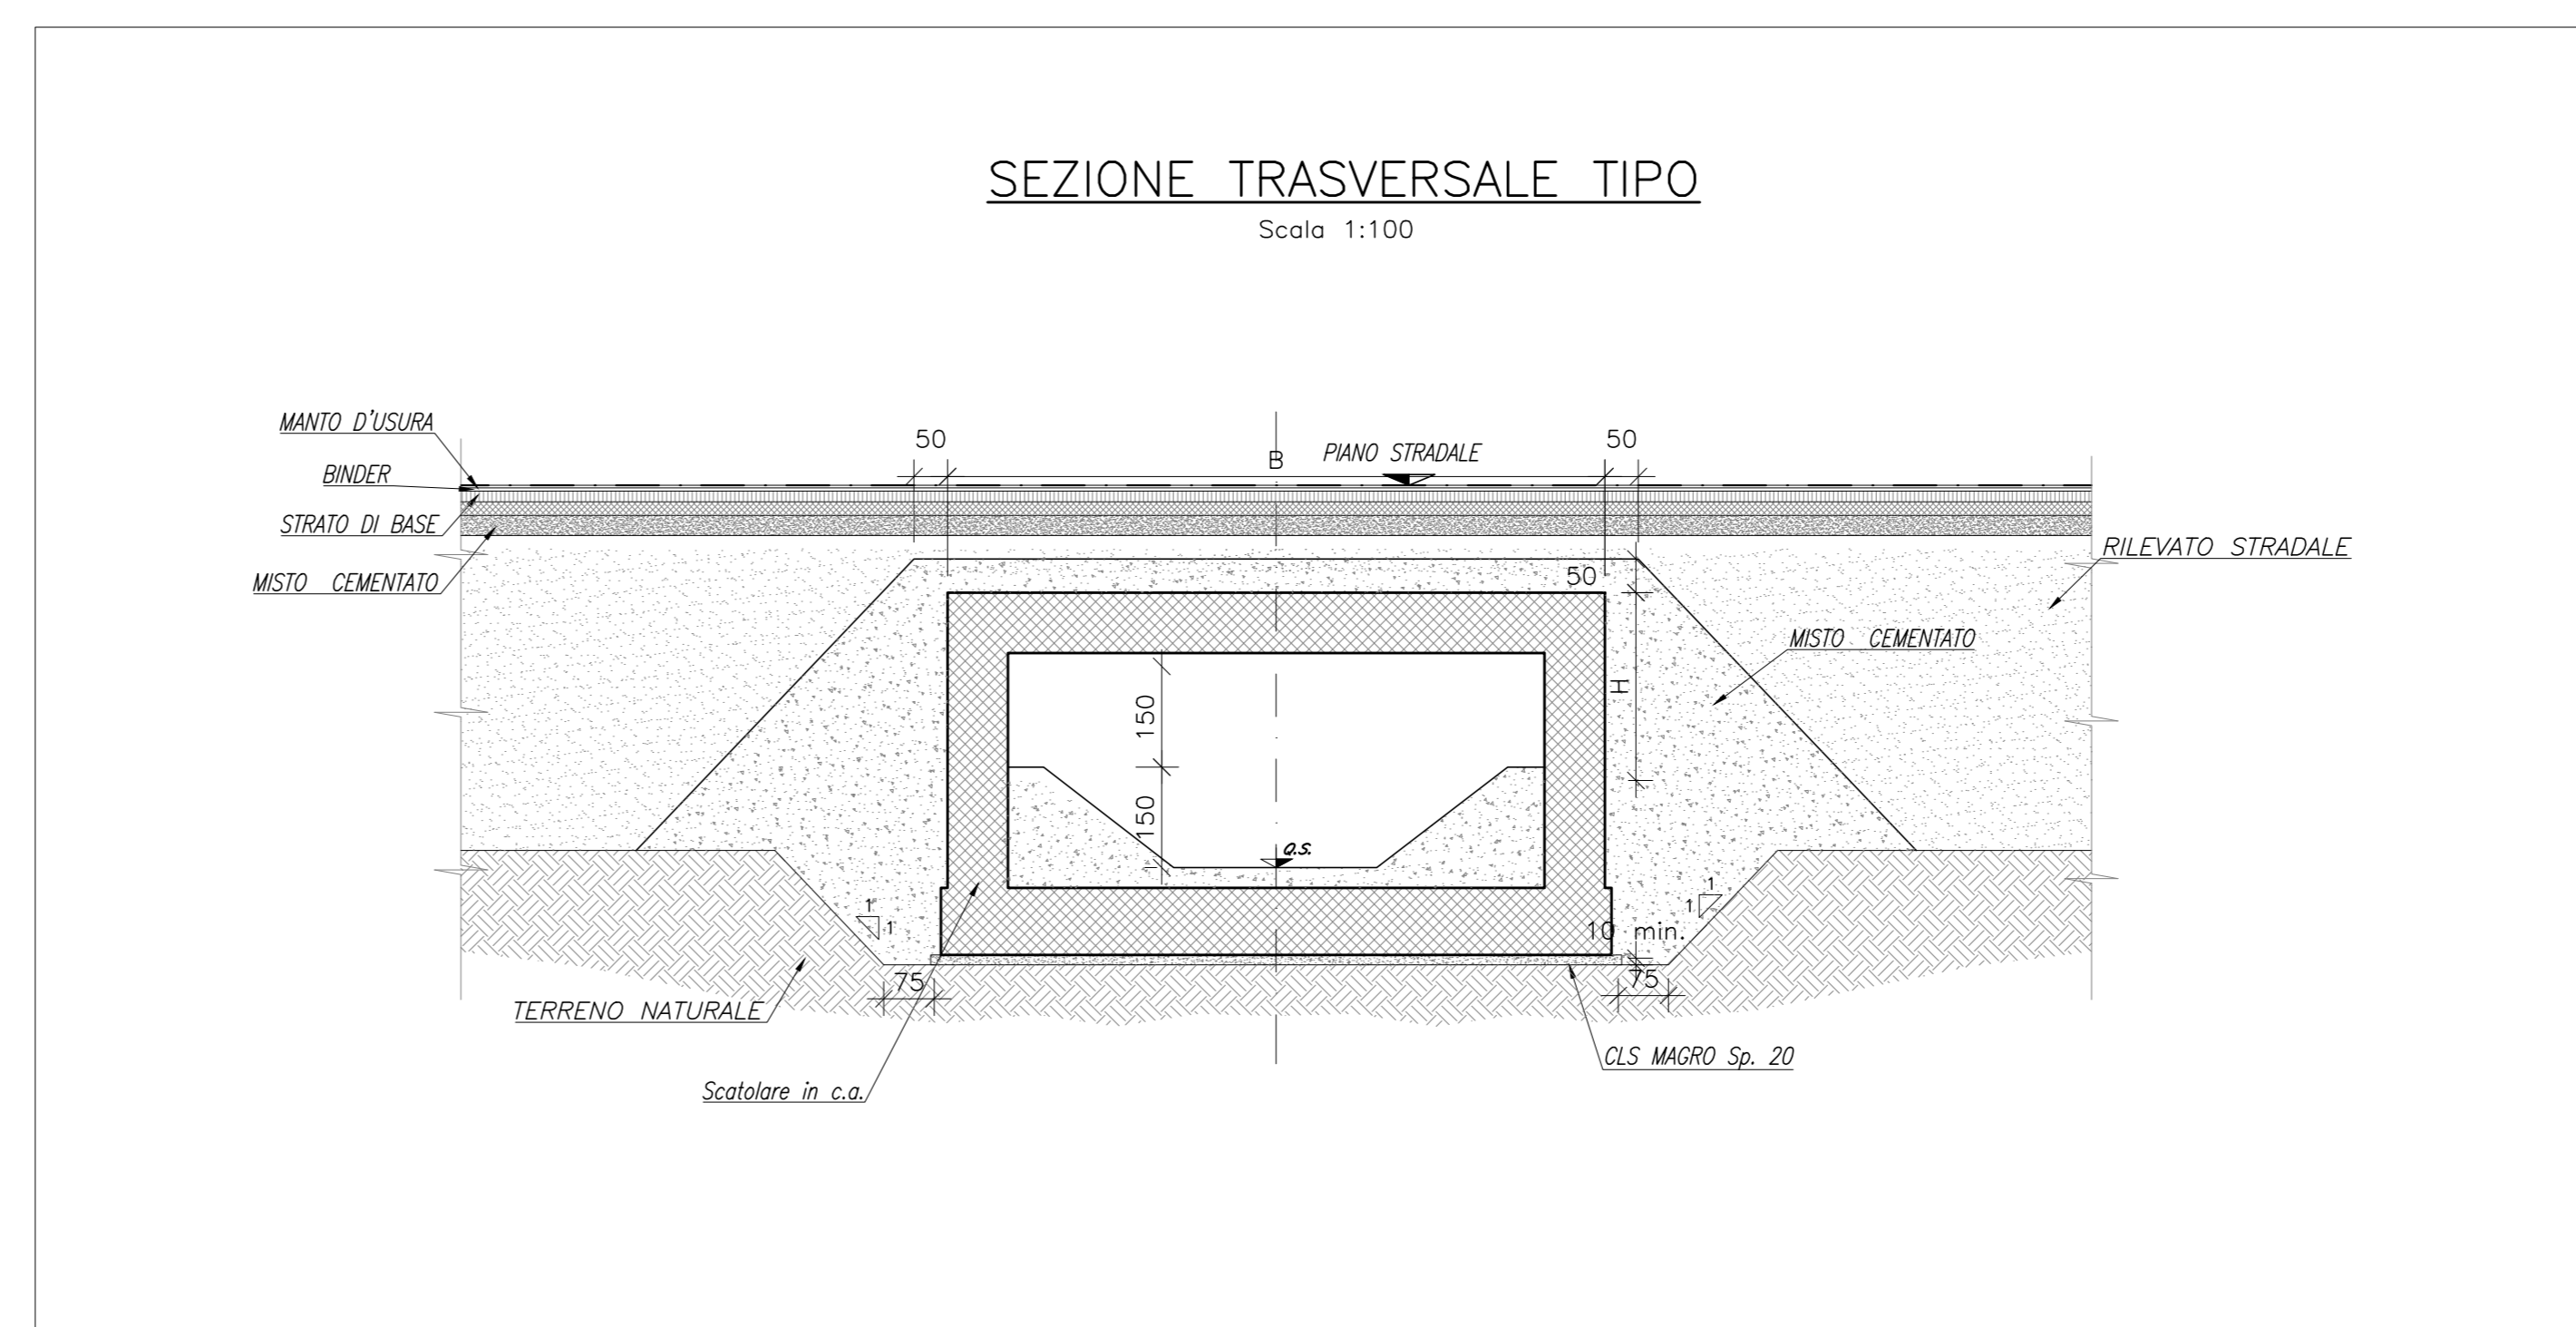 SEZIONE TRASVERSALE TIPO
Scala 1:100
MANTO D'USURA
BINDER
STRATO DI BASE
MISTO CEMENTATO
50
B
PIANO STRADALE
50
RILEVATO STRADALE
50
MISTO CEMENTATO
H
150
150
a.s.
1
1
1
1
10 min.
75
75
TERRENO NATURALE
CLS MAGRO Sp. 20
Scatolare in c.a.